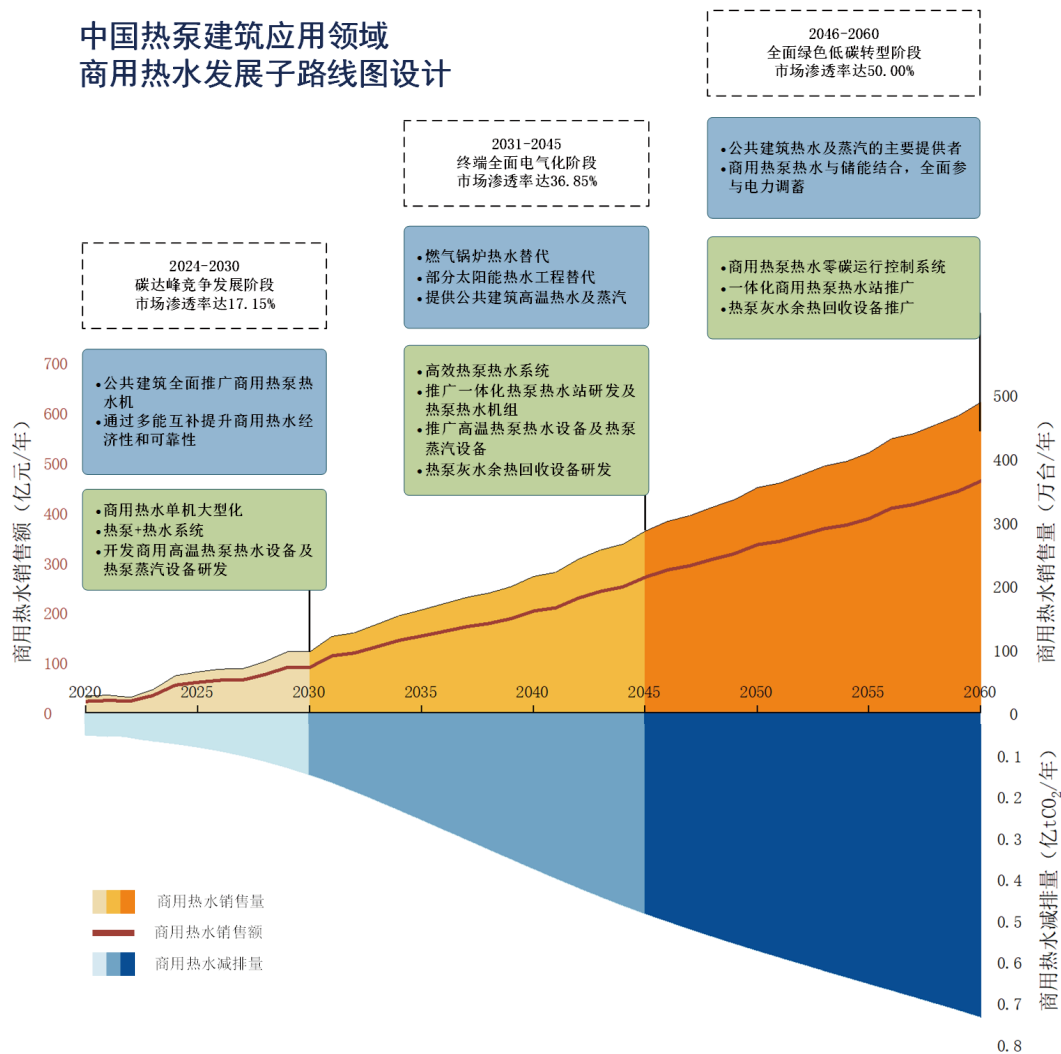 中国热泵建筑应用领域
商用热水发展子路线图设计
2046-2060
全面绿色低碳转型阶段
市场渗透率达50.00%
•公共建筑热水及蒸汽的主要提供者
•商用热泵热水与储能结合，全面参
与电力调蓄
•商用热泵热水零碳运行控制系统
•一体化商用热泵热水站推广
•热泵灰水余热回收设备推广
2031-2045
终端全面电气化阶段
市场渗透率达36.85%
•燃气锅炉热水替代
•部分太阳能热水工程替代
•提供公共建筑高温热水及蒸汽
•高效热泵热水系统
•推广一体化热泵热水站研发及
热泵热水机组
•推广高温热泵热水设备及热泵
蒸汽设备
•热泵灰水余热回收设备研发
2024-2030
碳达峰竞争发展阶段
市场渗透率达17.15%
•公共建筑全面推广商用热泵热
水机
•通过多能互补提升商用热水经
济性和可靠性
•商用热水单机大型化
•热泵+热水系统
•开发商用高温热泵热水设备及
热泵蒸汽设备研发
商用热水销售额（亿元/年）
700
600
500
400
300
200
100
0
商用热水销售量（万台/年）
500
400
300
200
100
0
2020
2025
2030
2035
2040
2045
2050
2055
2060
商用热水减排量（亿tCO₂/年）
0.1
0.2
0.3
0.4
0.5
0.6
0.7
0.8
商用热水销售量
商用热水销售额
商用热水减排量